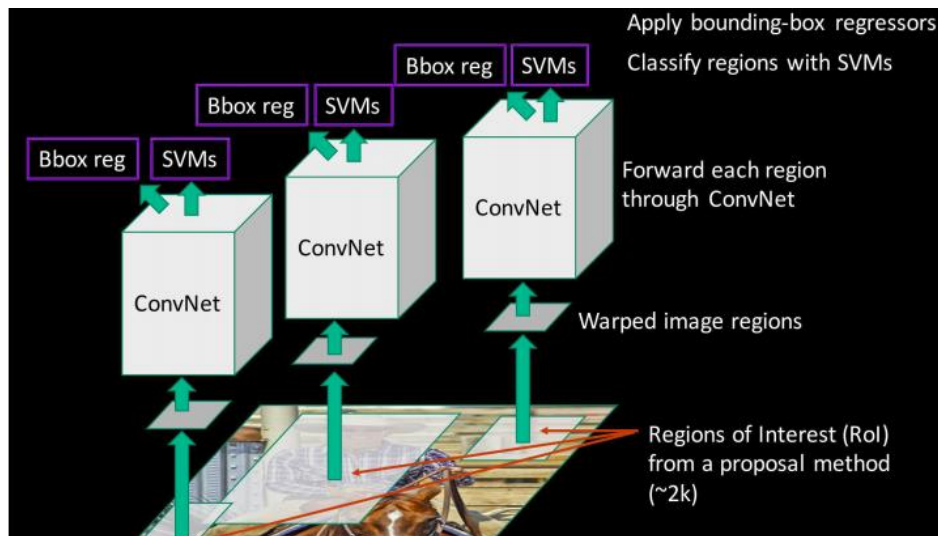 Apply bounding-box regressors
Bbox reg
SVMs
Classify regions with SVMs
Bbox reg
SVMs
Bbox reg
SVMs
Forward each region
through ConvNet
ConvNet
ConvNet
ConvNet
Warped image regions
Regions of Interest (RoI)
from a proposal method
(~2k)